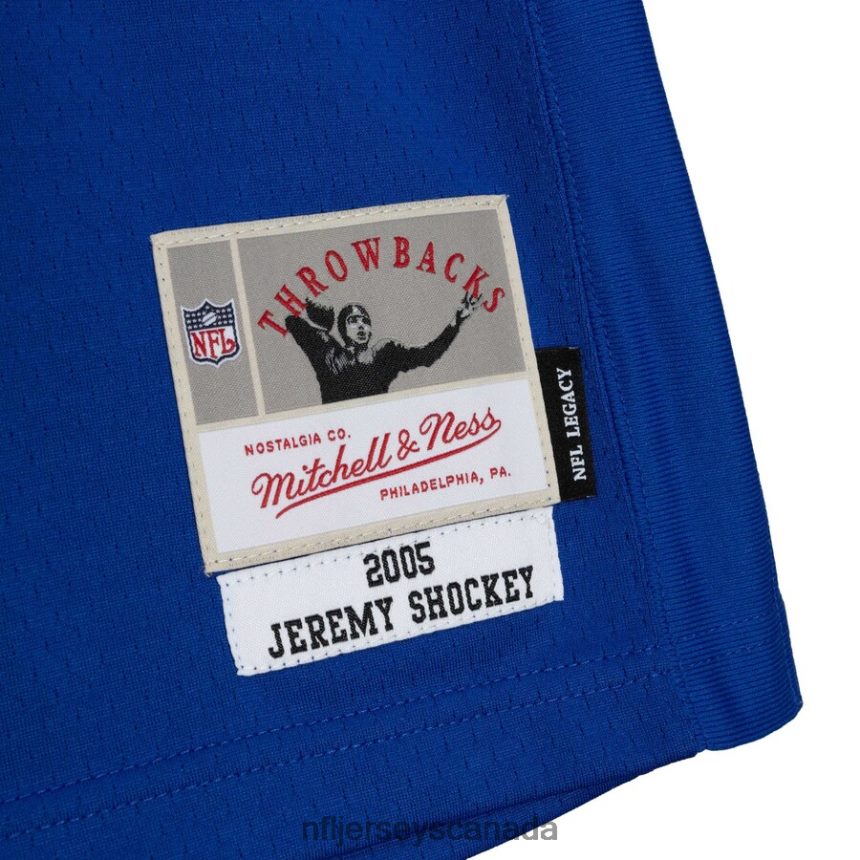 THROWBACKS
NFL
NOSTALGIA CO.
Mitchell & Ness
PHILADELPHIA, PA.
NFL LEGACY
2005
JEREMY SHOCKEY
nfljerseyscanada